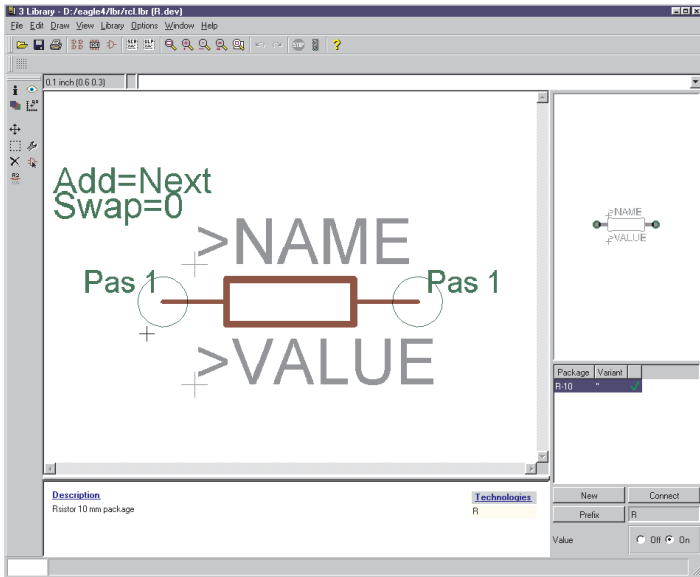 3 Library - D:/eagle4/lbr/rcl.lbr (R.dev)
File Edit Draw View Library Options Window Help
0.1 inch (0.6 0.3)
Add=Next
Swap=0
>NAME
Pas 1
Pas 1
>VALUE
>NAME
>VALUE
Package Variant
R-10 ''
Description
Rsistor 10 mm package
Technologies
R
New Connect
Prefix R
Value Off On